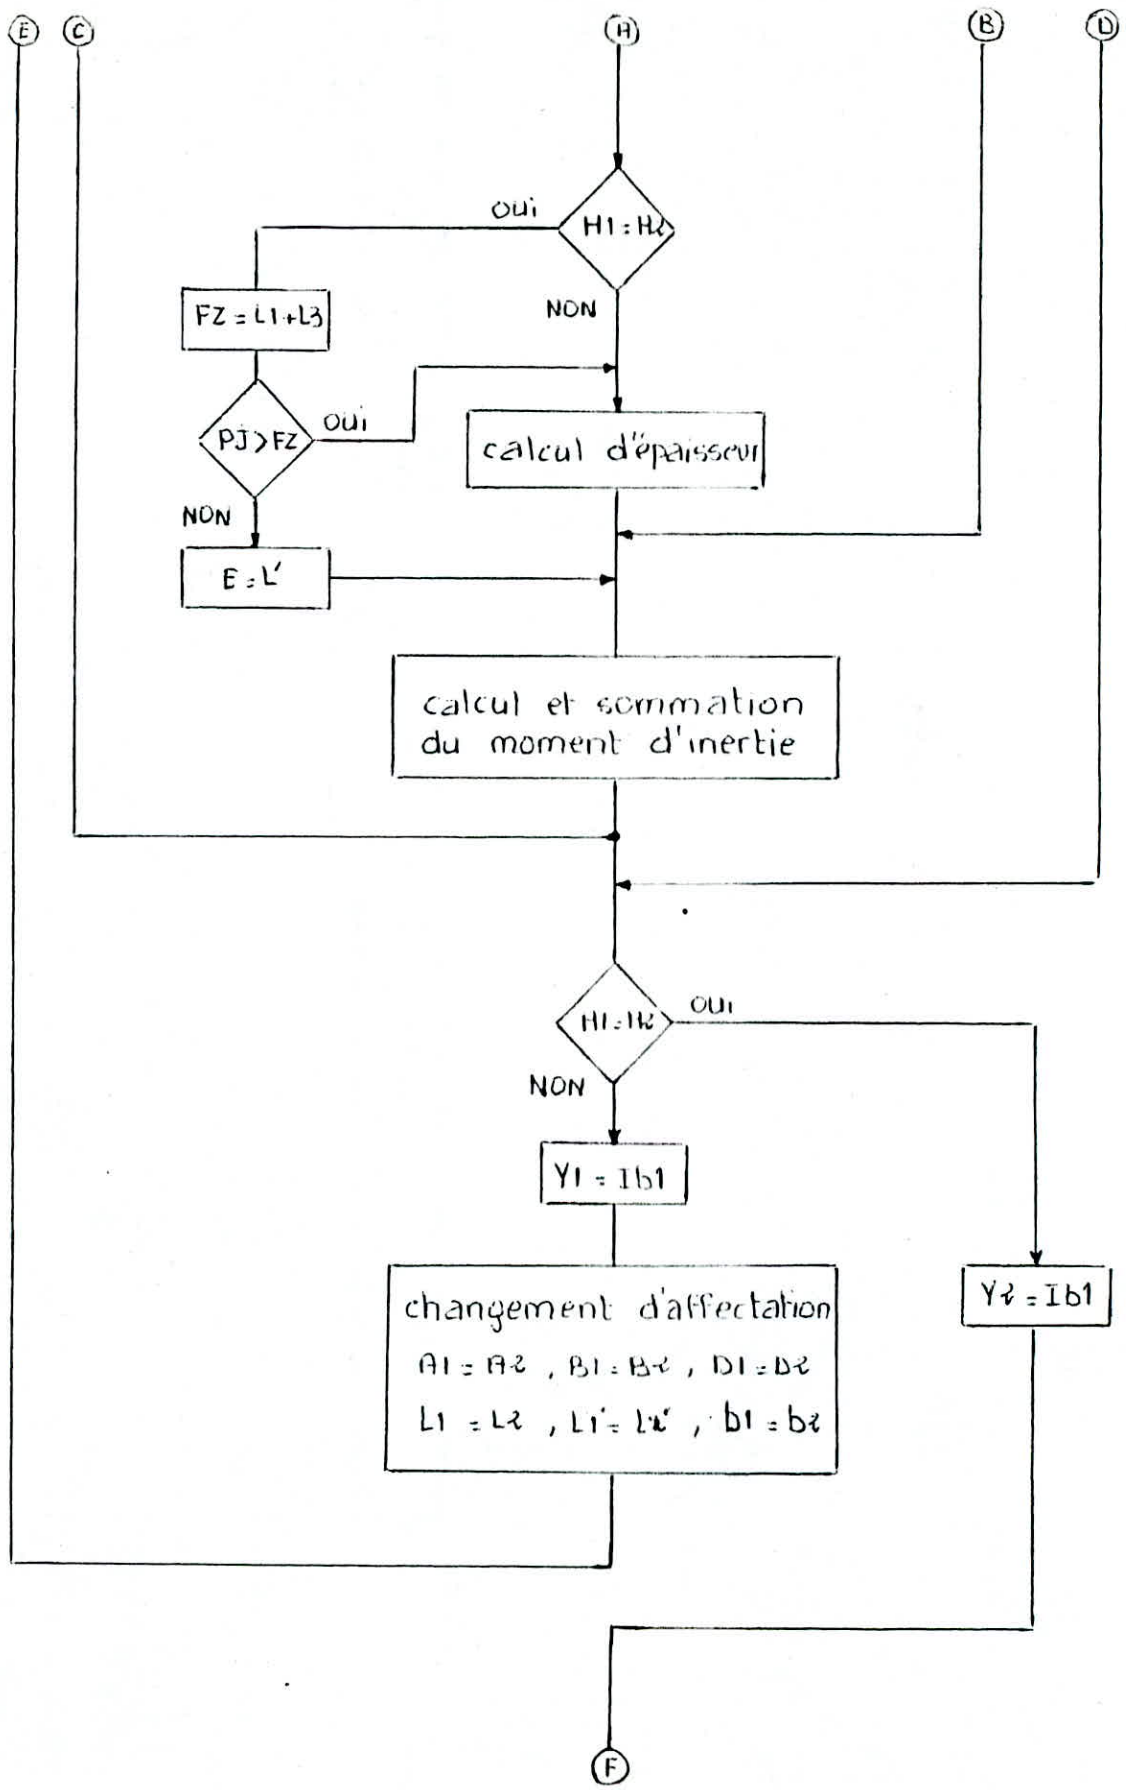 E C A B D
OUI
H1 = H2
NON
FZ = L1+L3
PJ > FZ
OUI
calcul d'épaisseur
NON
E = L'
calcul et sommation
du moment d'inertie
H1 = H2
OUI
NON
Y1 = Ib1
changement d'affectation
A1 = A2 , B1 = B2 , D1 = D2
L1 = L2 , L1' = L2' , b1 = b2
Y2 = Ib1
F